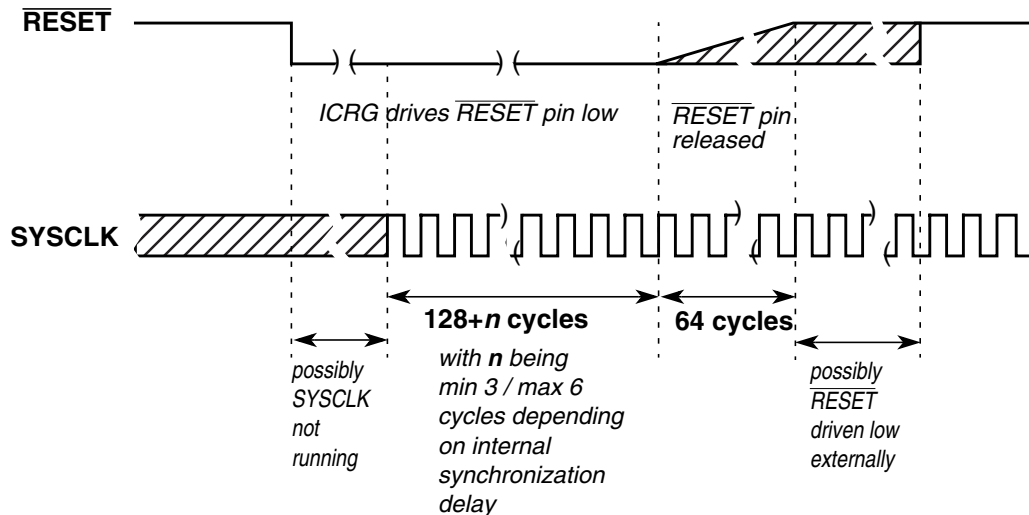 RESET
ICRG drives RESET pin low
RESET pin
released
SYSCLK
128+n cycles
64 cycles
possibly
SYSCLK
not
running
with n being
min 3 / max 6
cycles depending
on internal
synchronization
delay
possibly
RESET
driven low
externally